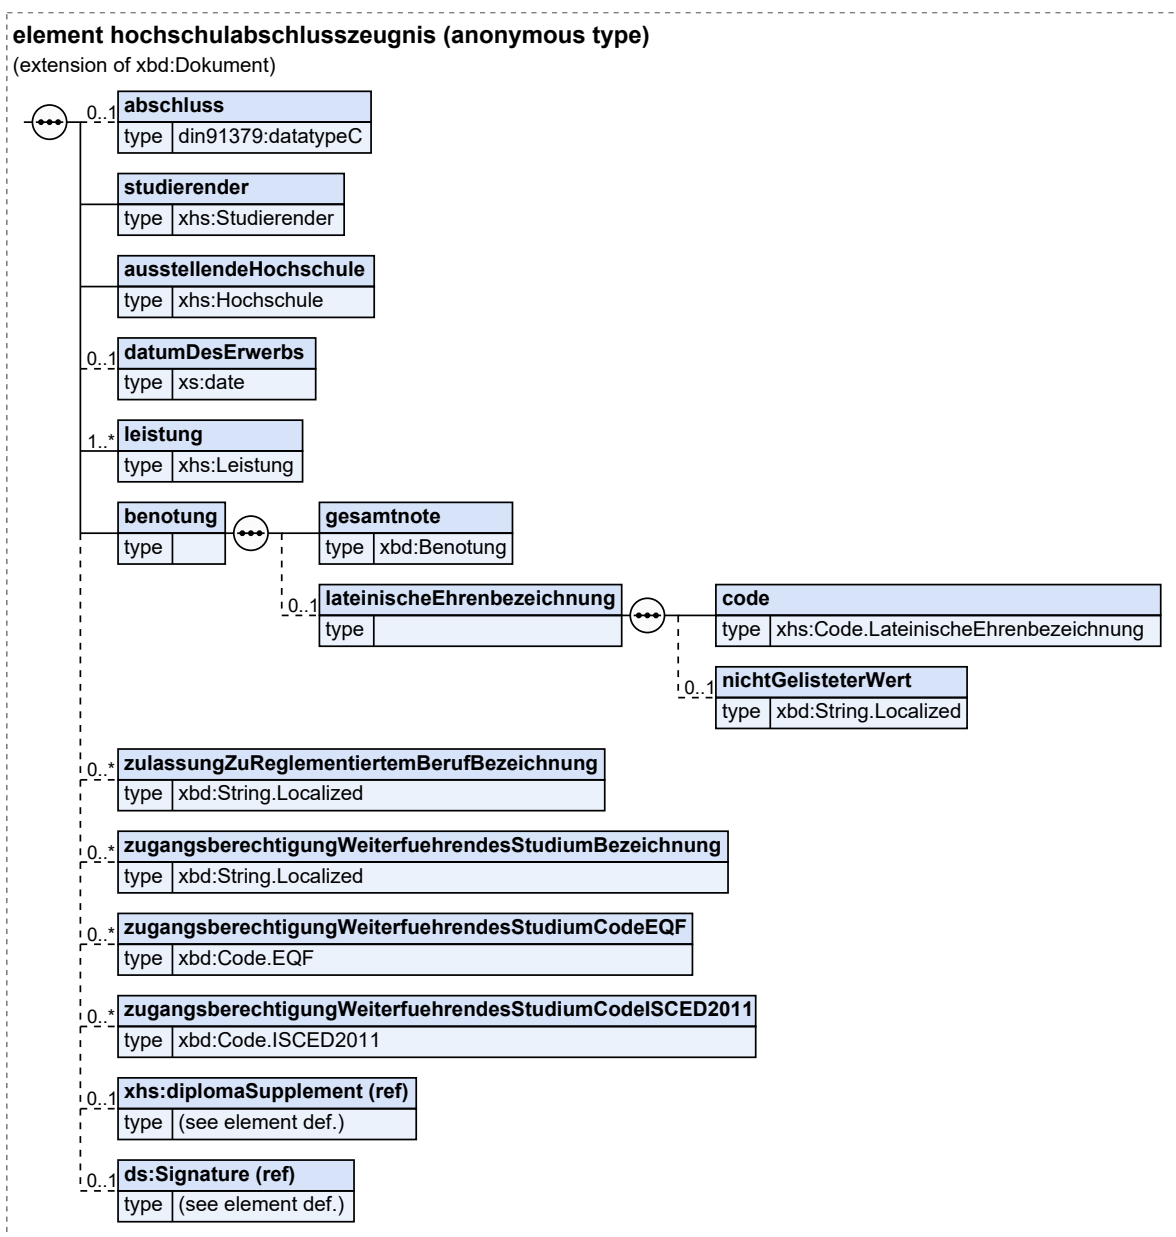 element hochschulabschlusszeugnis (anonymous type)
(extension of xbd:Dokument)
0..1 abschluss
type din91379:datatypeC
studierender
type xhs:Studierender
ausstellendeHochschule
type xhs:Hochschule
0..1 datumDesErwerbs
type xs:date
1..* leistung
type xhs:Leistung
benotung gesamtnote
type type xbd:Benotung
0..1 lateinischeEhrenbezeichnung code
type type xhs:Code.LateinischeEhrenbezeichnung
0..1 nichtGelisteterWert
type xbd:String.Localized
0..* zulassungZuReglementiertemBerufBezeichnung
type xbd:String.Localized
0..* zugangsberechtigungWeiterfuehrendesStudiumBezeichnung
type xbd:String.Localized
0..* zugangsberechtigungWeiterfuehrendesStudiumCodeEQF
type xbd:Code.EQF
0..* zugangsberechtigungWeiterfuehrendesStudiumCodeISCED2011
type xbd:Code.ISCED2011
0..1 xhs:diplomaSupplement (ref)
type (see element def.)
0..1 ds:Signature (ref)
type (see element def.)